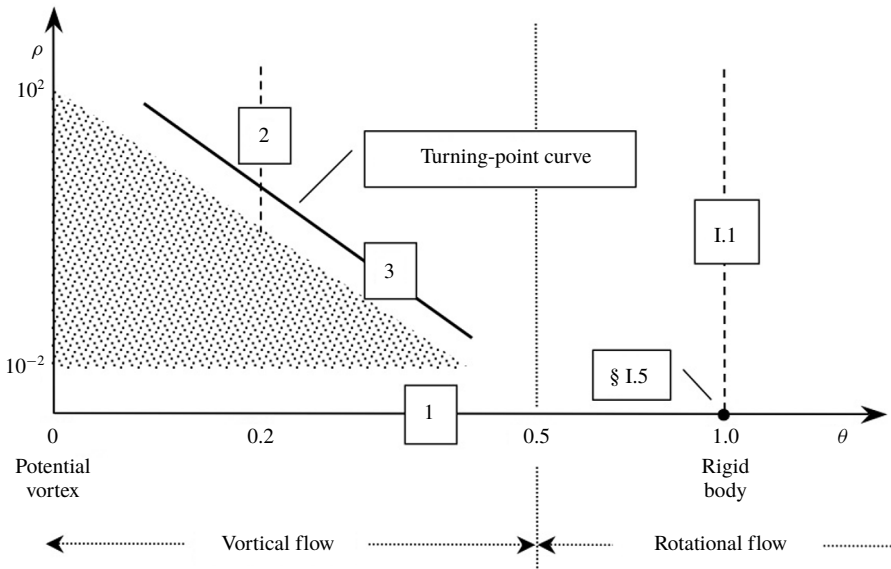 ρ
10²
2
Turning-point curve
I.1
3
10⁻²
§ I.5
1
0
0.2
0.5
1.0
θ
Potential
vortex
Rigid
body
Vortical flow
Rotational flow